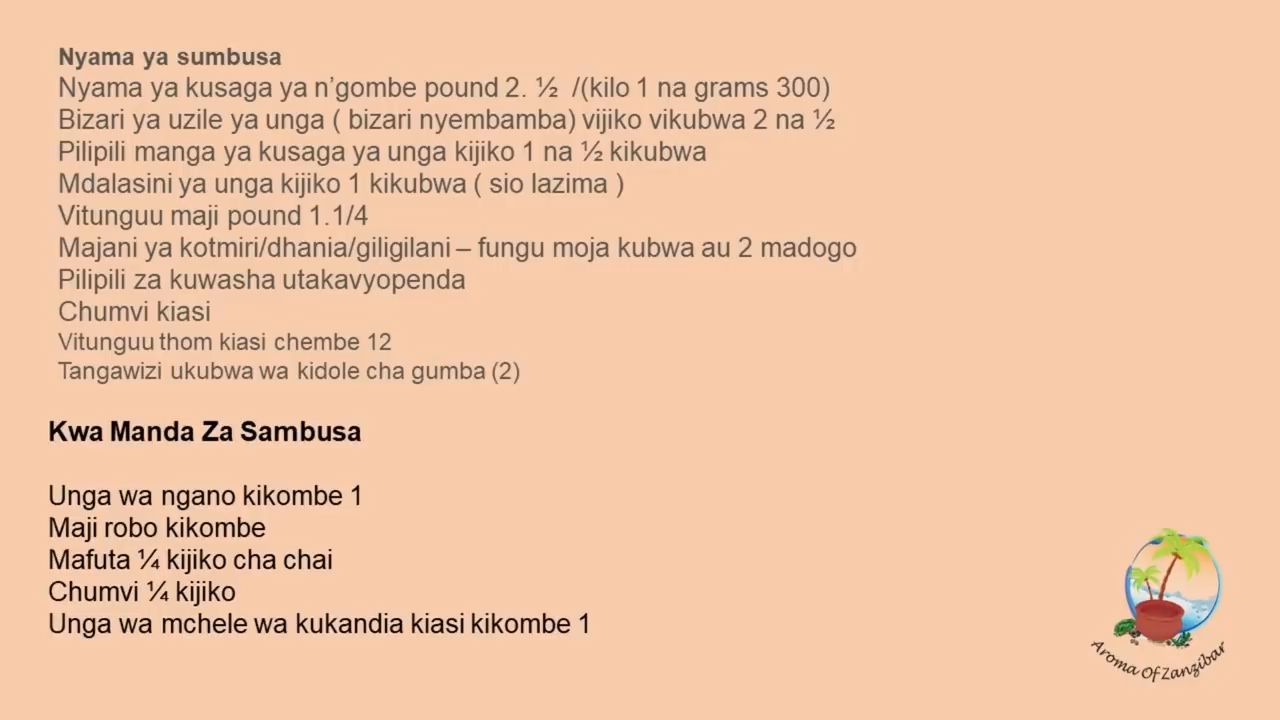 Nyama ya sumbusa
Nyama ya kusaga ya n’gombe pound 2. ½ /(kilo 1 na grams 300)
Bizari ya uzile ya unga ( bizari nyembamba) vijiko vikubwa 2 na ½
Pilipili manga ya kusaga ya unga kijiko 1 na ½ kikubwa
Mdalasini ya unga kijiko 1 kikubwa ( sio lazima )
Vitunguu maji pound 1.1/4
Majani ya kotmiri/dhania/giligilani – fungu moja kubwa au 2 madogo
Pilipili za kuwasha utakavyopenda
Chumvi kiasi
Vitunguu thom kiasi chembe 12
Tangawizi ukubwa wa kidole cha gumba (2)
Kwa Manda Za Sambusa
Unga wa ngano kikombe 1
Maji robo kikombe
Mafuta ¼ kijiko cha chai
Chumvi ¼ kijiko
Unga wa mchele wa kukandia kiasi kikombe 1
Aroma Of Zanzibar